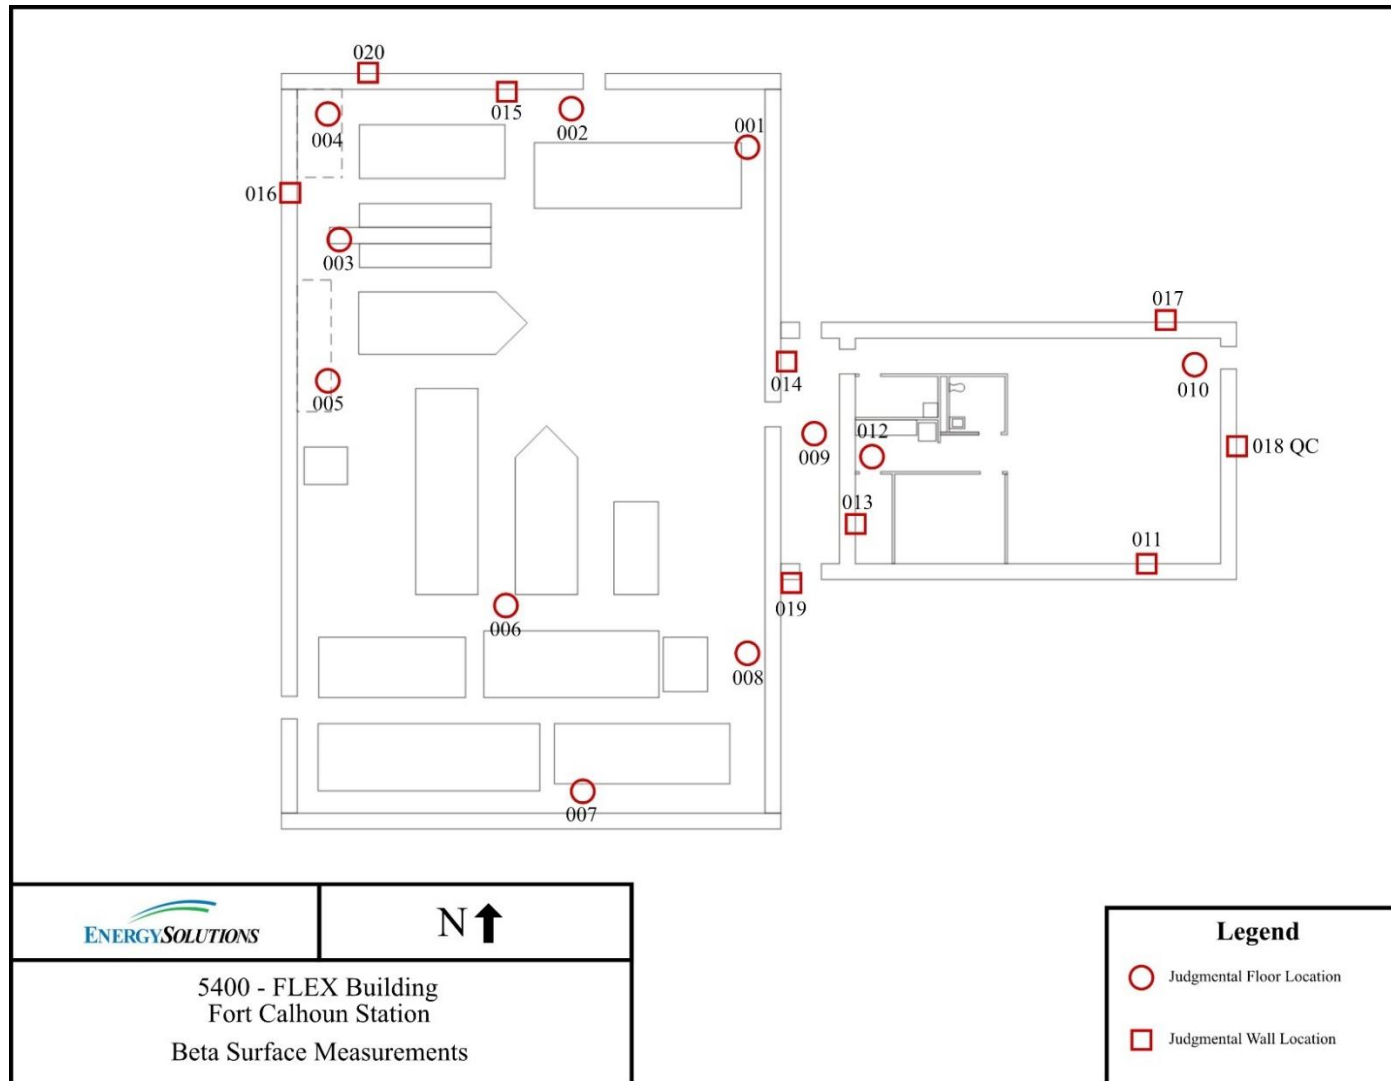 020
015
002
001
004
016
003
017
014
010
005
012
009
018 QC
013
011
019
006
008
007
ENERGYSOLUTIONS
N
5400 - FLEX Building
Fort Calhoun Station
Beta Surface Measurements
Legend
Judgmental Floor Location
Judgmental Wall Location